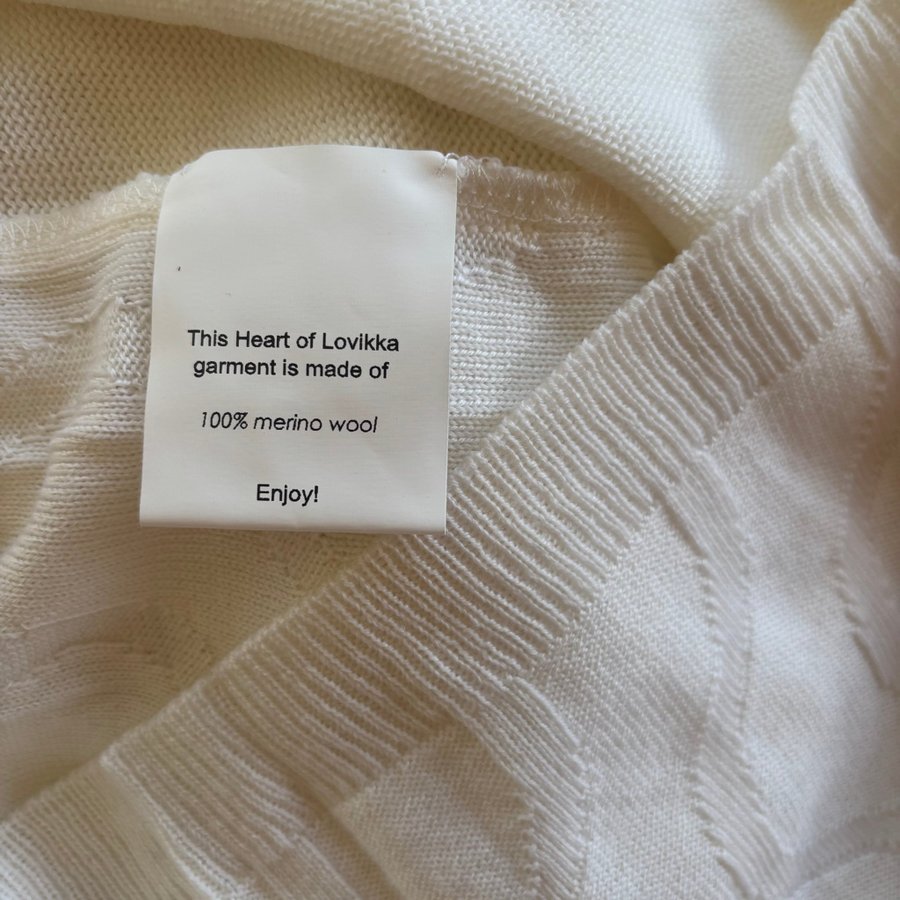 This Heart of Lovikka
garment is made of
100% merino wool
Enjoy!